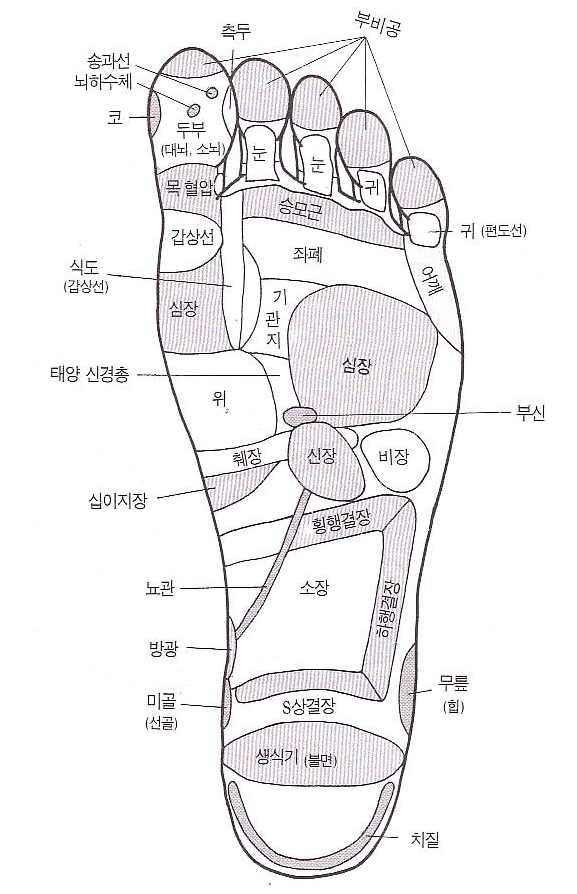 부비공
측두
송과선
뇌하수체
코
두부
(대뇌, 소뇌)
눈
눈
귀
목 혈압
승모근
귀 (편도선)
갑상선
좌폐
어깨
식도
(갑상선)
기
관
지
심장
심장
태양 신경총
위
부신
췌장
신장
비장
십이지장
횡행결장
뇨관
소장
하행결장
방광
미골
(선골)
S상결장
무릎
(힙)
생식기 (불면)
치질